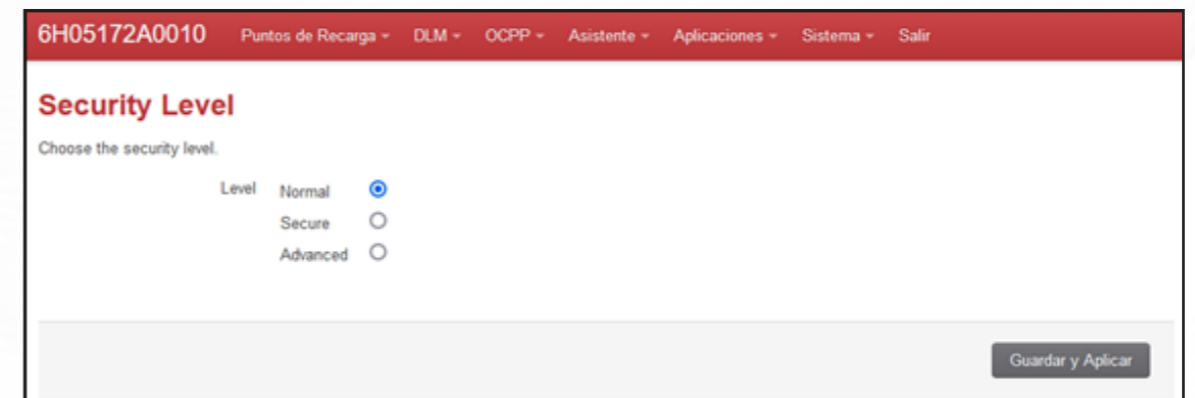 6H05172A0010 Puntos de Recarga DLM OCPP Asistente Aplicaciones Sistema Salir
Security Level
Choose the security level.
Level Normal
Secure
Advanced
Guardar y Aplicar